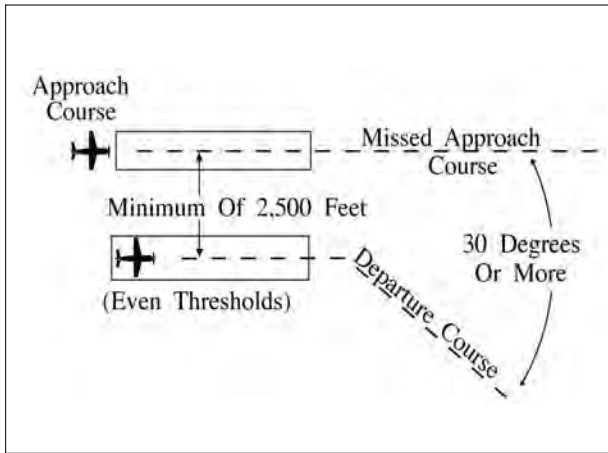 Approach
Course
Missed Approach
Course
Minimum Of 2,500 Feet
30 Degrees
Or More
(Even Thresholds)
Departure Course